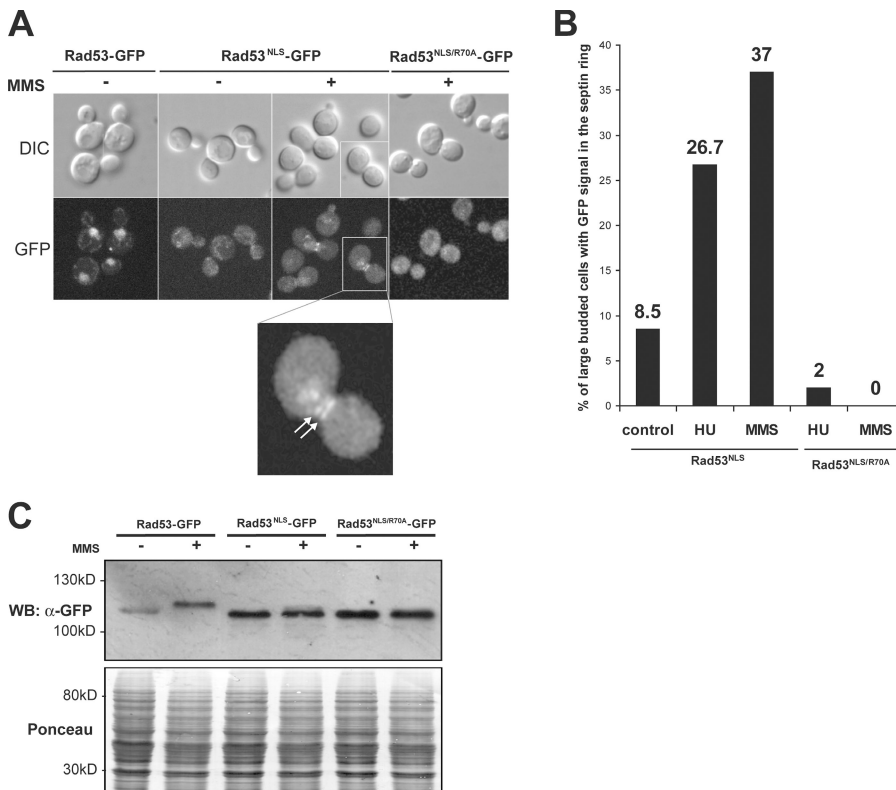 A
Rad53-GFP Rad53NLS-GFP Rad53NLS/R70A-GFP
MMS - - + +
DIC
GFP
B
% of large budded cells with GFP signal in the septin ring
40
35
30
25
20
15
10
5
0
8.5 26.7 37 2 0
control HU MMS HU MMS
Rad53NLS Rad53NLS/R70A
C
Rad53-GFP Rad53NLS-GFP Rad53NLS/R70A-GFP
MMS - + - + - +
130kD
WB: α-GFP
100kD
80kD
Ponceau
30kD